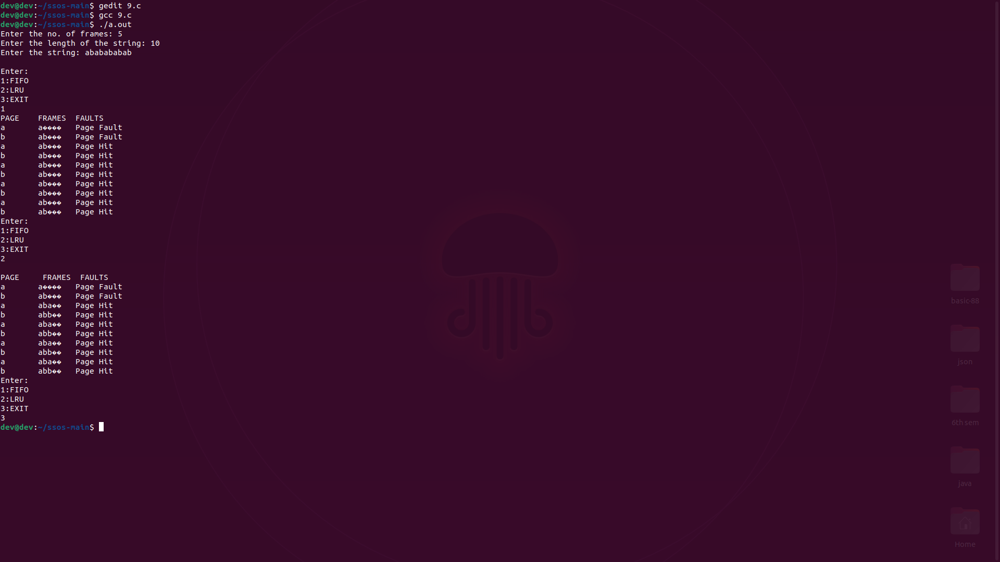 dev@dev:~/ssos-main$ gedit 9.c
dev@dev:~/ssos-main$ gcc 9.c
dev@dev:~/ssos-main$ ./a.out
Enter the no. of frames: 5
Enter the length of the string: 10
Enter the string: ababababab
Enter:
1:FIFO
2:LRU
3:EXIT
1
PAGE    FRAMES  FAULTS
a       a����   Page Fault
b       ab���   Page Fault
a       ab���   Page Hit
b       ab���   Page Hit
a       ab���   Page Hit
b       ab���   Page Hit
a       ab���   Page Hit
b       ab���   Page Hit
a       ab���   Page Hit
b       ab���   Page Hit
Enter:
1:FIFO
2:LRU
3:EXIT
2
PAGE     FRAMES  FAULTS
a       a����   Page Fault
b       ab���   Page Fault
a       aba��   Page Hit
b       abb��   Page Hit
a       aba��   Page Hit
b       abb��   Page Hit
a       aba��   Page Hit
b       abb��   Page Hit
a       aba��   Page Hit
b       abb��   Page Hit
Enter:
1:FIFO
2:LRU
3:EXIT
3
dev@dev:~/ssos-main$
basic-88
json
6th sem
java
Home